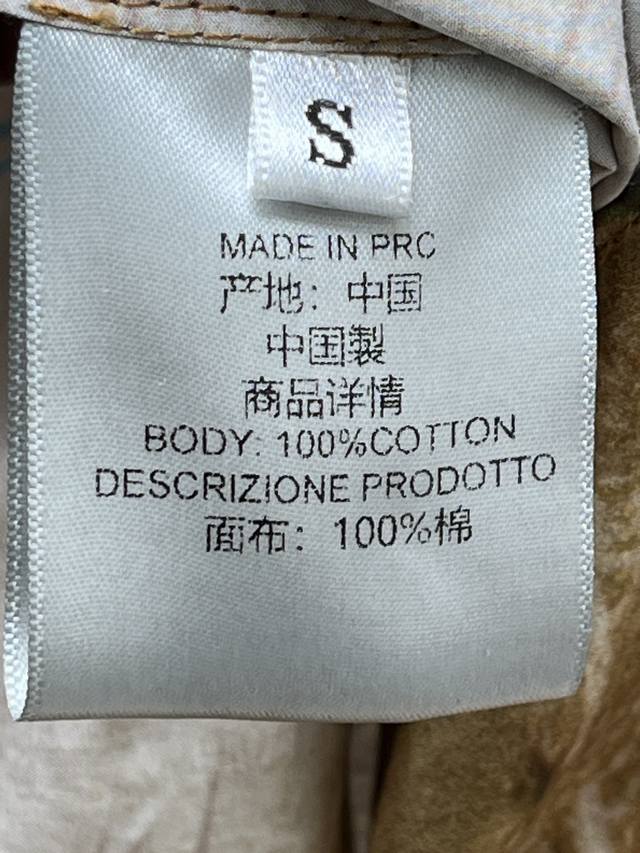 S
MADE IN PRC
产地：中国
中国製
商品详情
BODY: 100%COTTON
DESCRIZIONE PRODOTTO
面布：100%棉